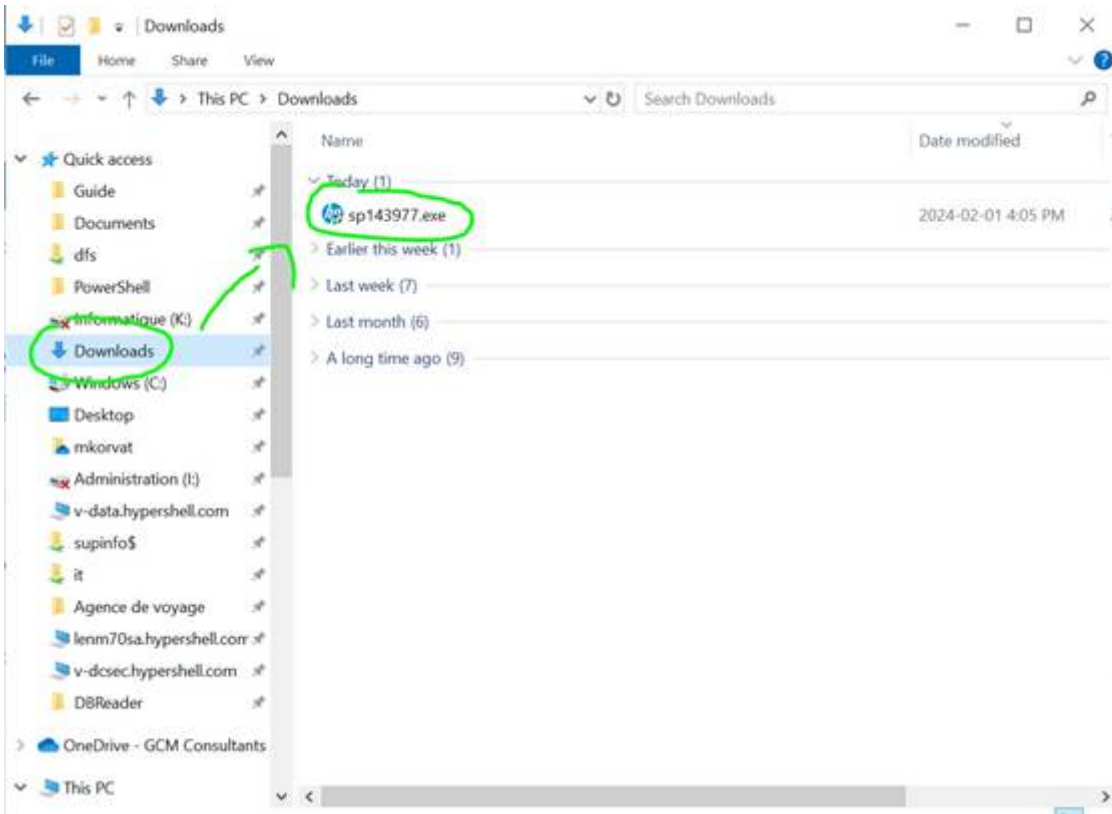 Downloads
File Home Share View
This PC > Downloads Search Downloads
Name Date modified
Quick access
Guide
Documents
dfs
PowerShell
Informatique (K:)
Downloads
Windows (C:)
Desktop
mkorvat
Administration (I:)
v-data.hypershell.com
supinfo$
it
Agence de voyage
lenm70sa.hypershell.com
v-dcsec.hypershell.com
DBReader
OneDrive - GCM Consultants
This PC
Today (1)
sp143977.exe 2024-02-01 4:05 PM
Earlier this week (1)
Last week (7)
Last month (6)
A long time ago (9)